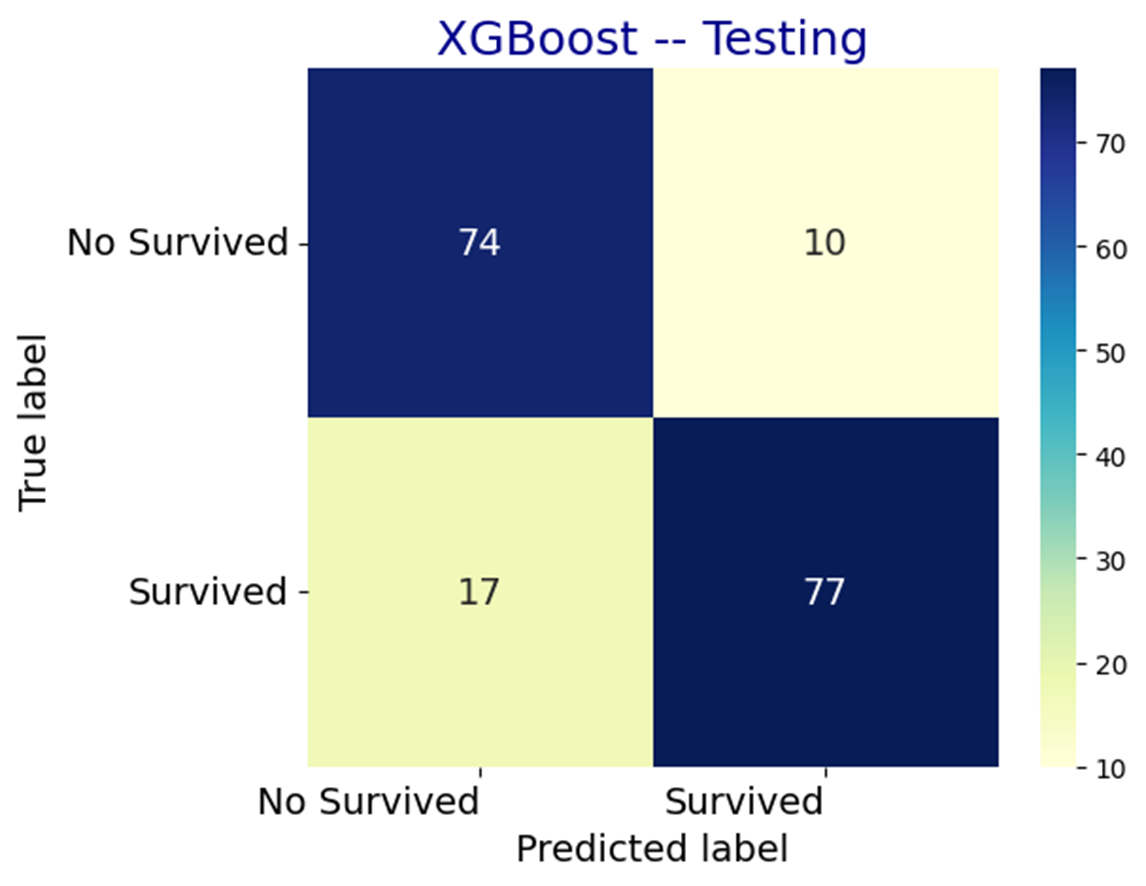 XGBoost -- Testing
True label
No Survived
74
10
Survived
17
77
No Survived
Survived
Predicted label
70
60
50
40
30
20
10